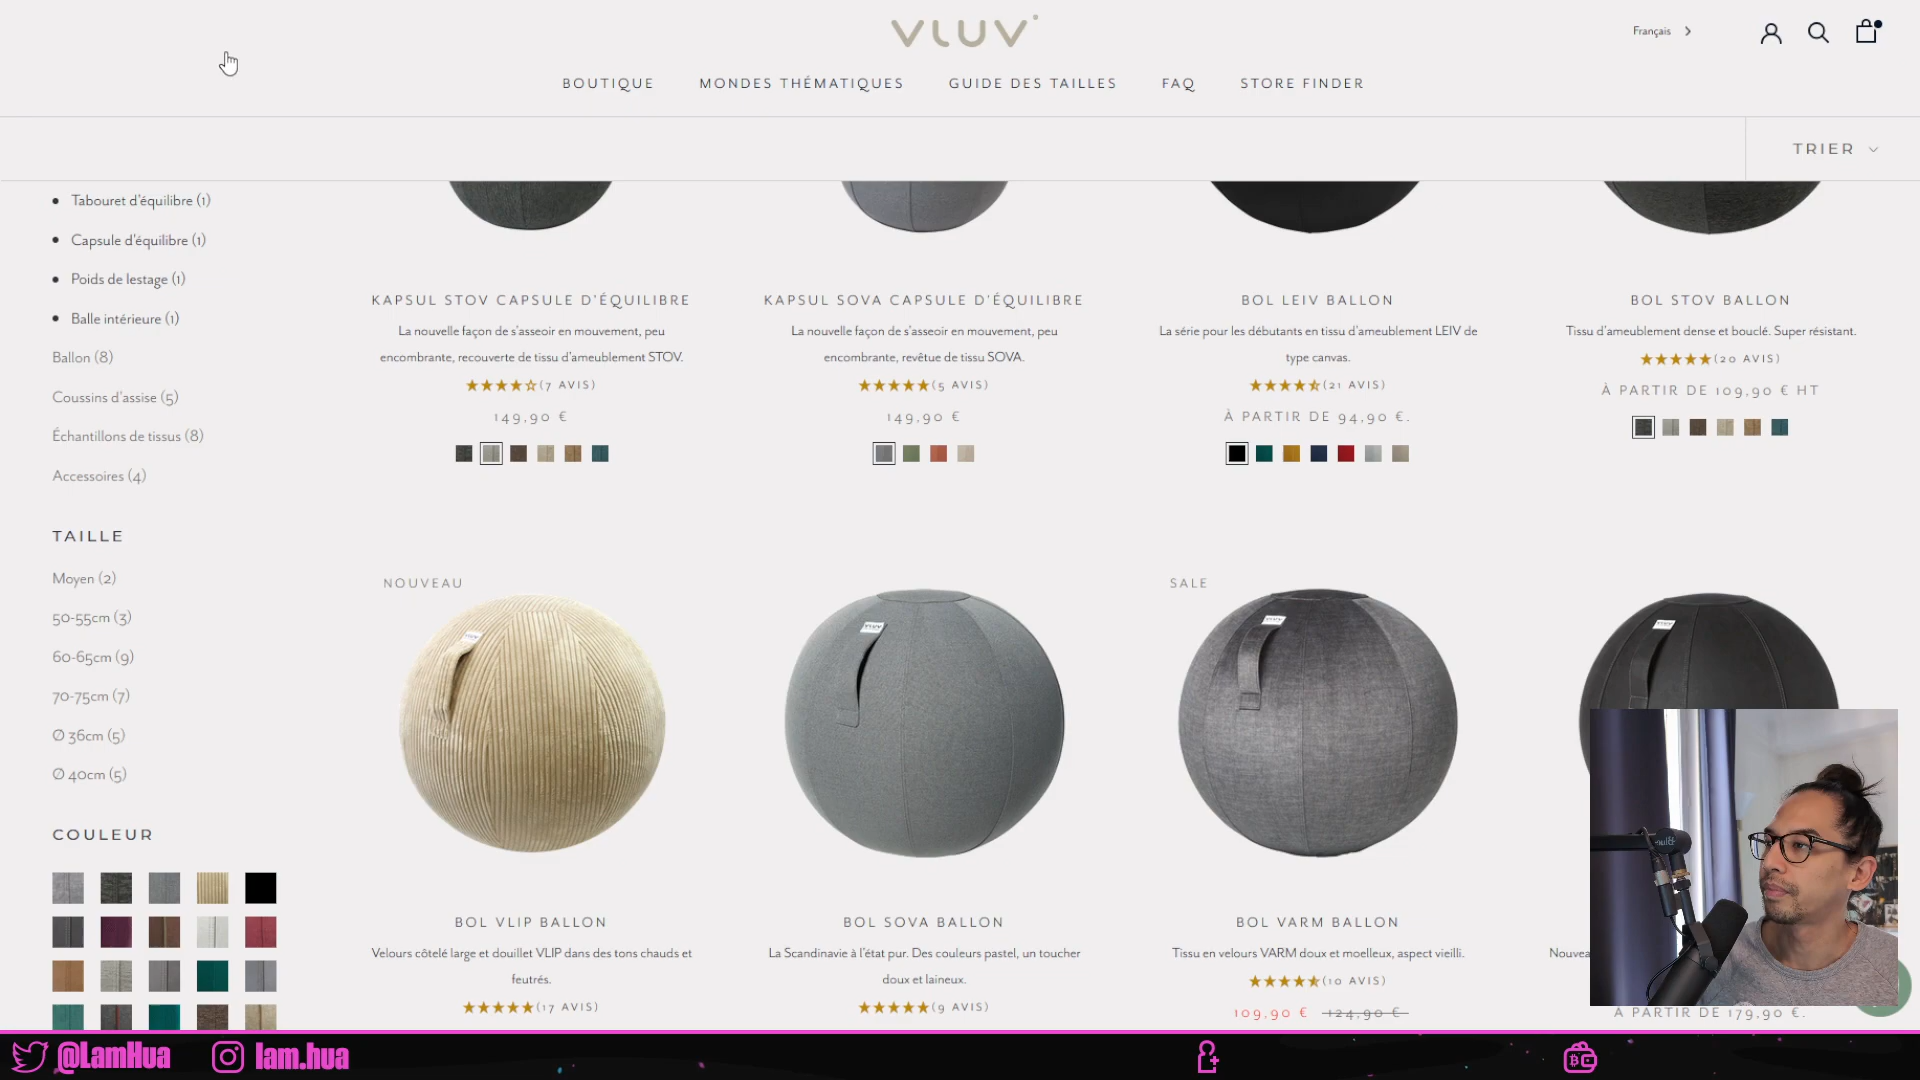 VLUV
Français
BOUTIQUE MONDES THÉMATIQUES GUIDE DES TAILLES FAQ STORE FINDER
TRIER
Tabouret d'équilibre (1)
Capsule d'équilibre (1)
Poids de lestage (1)
Balle intérieure (1)
Ballon (8)
Coussins d'assise (5)
Échantillons de tissus (8)
Accessoires (4)
TAILLE
Moyen (2)
50-55cm (3)
60-65cm (9)
70-75cm (7)
Ø 36cm (5)
Ø 40cm (5)
COULEUR
KAPSUL STOV CAPSULE D'ÉQUILIBRE
La nouvelle façon de s'asseoir en mouvement, peu
encombrante, recouverte de tissu d'ameublement STOV.
(7 AVIS)
149,90 €
KAPSUL SOVA CAPSULE D'ÉQUILIBRE
La nouvelle façon de s'asseoir en mouvement, peu
encombrante, revêtue de tissu SOVA.
(5 AVIS)
149,90 €
BOL LEIV BALLON
La série pour les débutants en tissu d'ameublement LEIV de
type canvas.
(21 AVIS)
À PARTIR DE 94,90 €.
BOL STOV BALLON
Tissu d'ameublement dense et bouclé. Super résistant.
(20 AVIS)
À PARTIR DE 109,90 € HT
NOUVEAU
VLUV
BOL VLIP BALLON
Velours côtelé large et douillet VLIP dans des tons chauds et
feutrés.
(17 AVIS)
VLUV
BOL SOVA BALLON
La Scandinavie à l'état pur. Des couleurs pastel, un toucher
doux et laineux.
(9 AVIS)
SALE
VLUV
BOL VARM BALLON
Tissu en velours VARM doux et moelleux, aspect vieilli.
(10 AVIS)
109,90 € 124,90 €
VLUV
À PARTIR DE 179,90 €.
@LamHua lam.hua